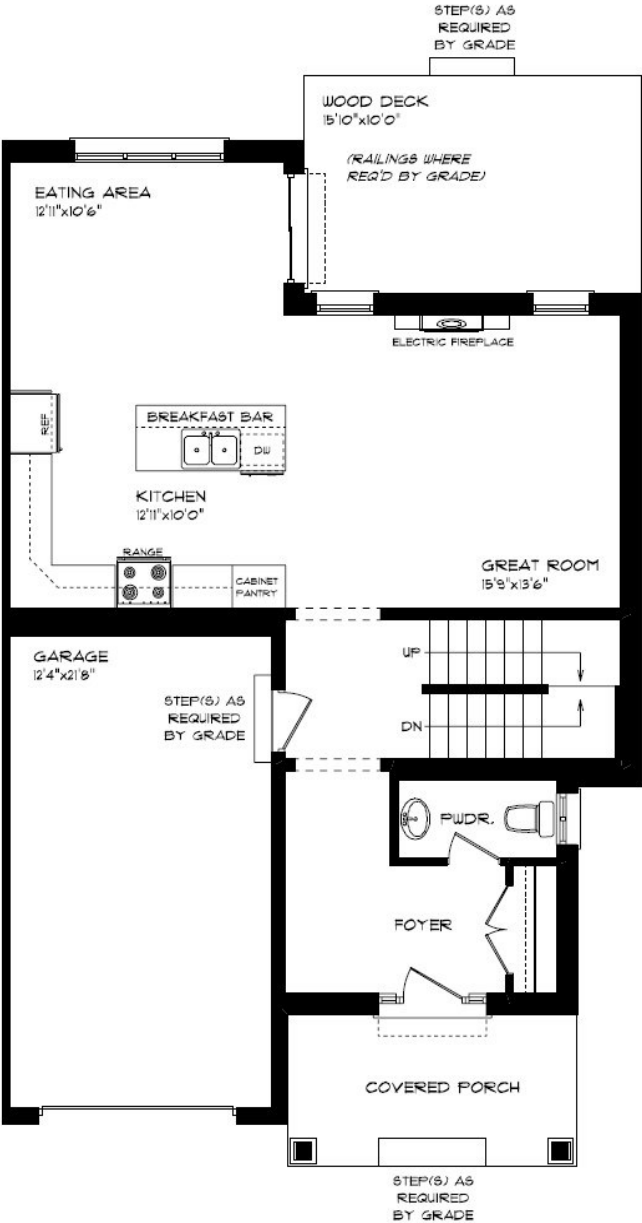 STEP(S) AS
REQUIRED
BY GRADE
WOOD DECK
15'10"x10'0"
(RAILINGS WHERE
REQ'D BY GRADE)
EATING AREA
12'11"x10'6"
ELECTRIC FIREPLACE
REF
BREAKFAST BAR
DW
KITCHEN
12'11"x10'0"
RANGE
CABINET
PANTRY
GREAT ROOM
15'9"x13'6"
GARAGE
12'4"x21'8"
STEP(S) AS
REQUIRED
BY GRADE
UP
DN
PWDR.
FOYER
COVERED PORCH
STEP(S) AS
REQUIRED
BY GRADE